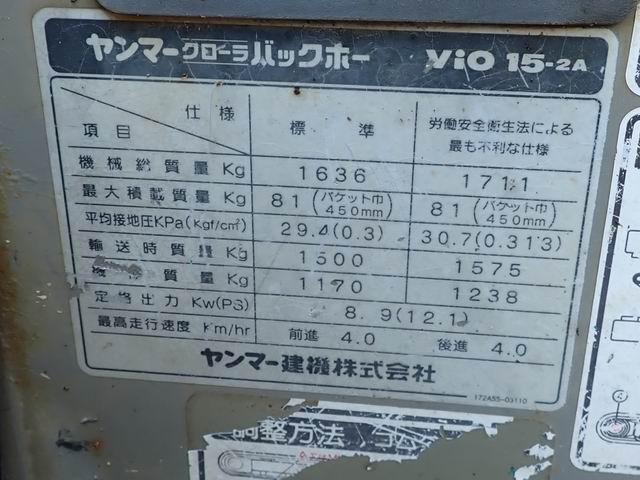 ヤンマークローラバックホー ViO 15-2A
仕様
項目
標準
労働安全衛生法による
最も不利な仕様
機械総質量 Kg 1636 1711
最大積載質量 Kg 81(バケット巾 450mm) 81(バケット巾 450mm)
平均接地圧KPa(Kgf/cm²) 29.4(0.3) 30.7(0.313)
輸送時質量 Kg 1500 1575
質量 Kg 1170 1238
定格出力 Kw(PS) 8.9(12.1)
最高走行速度 Km/hr 前進 4.0 後進 4.0
ヤンマー建機株式会社
172A55-03110
調整方法